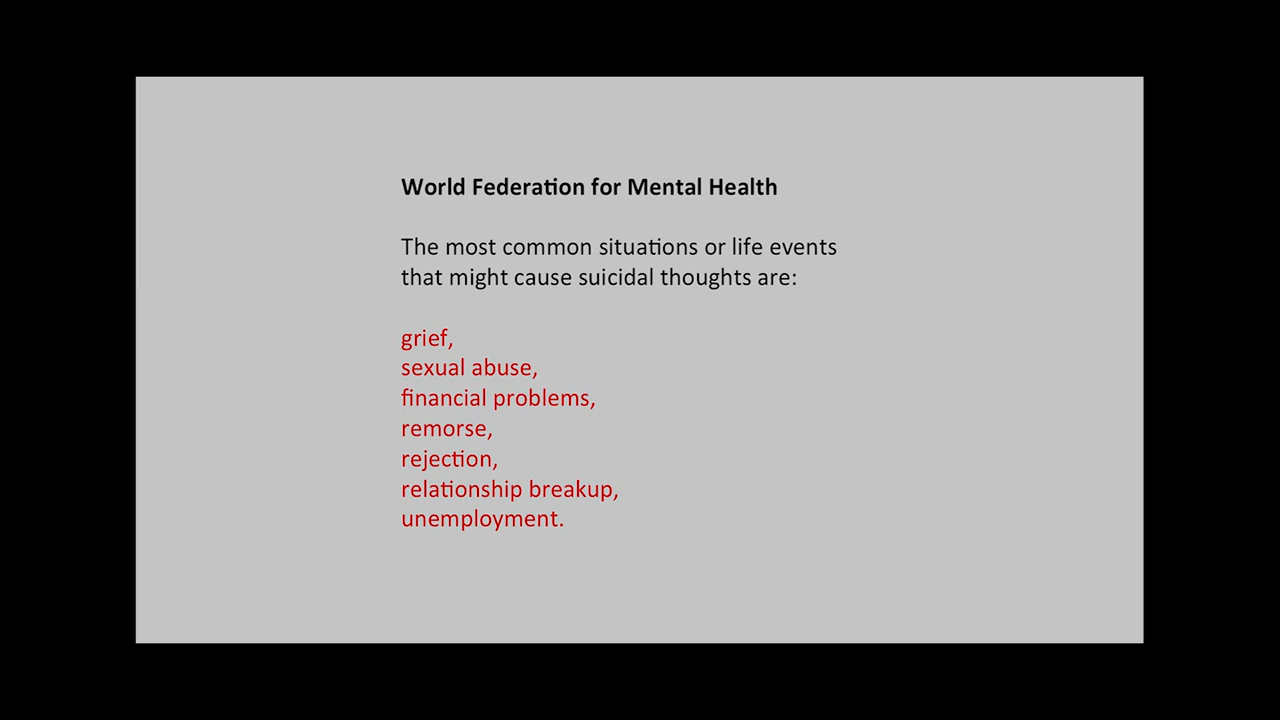 World Federation for Mental Health
The most common situations or life events
that might cause suicidal thoughts are:
grief,
sexual abuse,
financial problems,
remorse,
rejection,
relationship breakup,
unemployment.